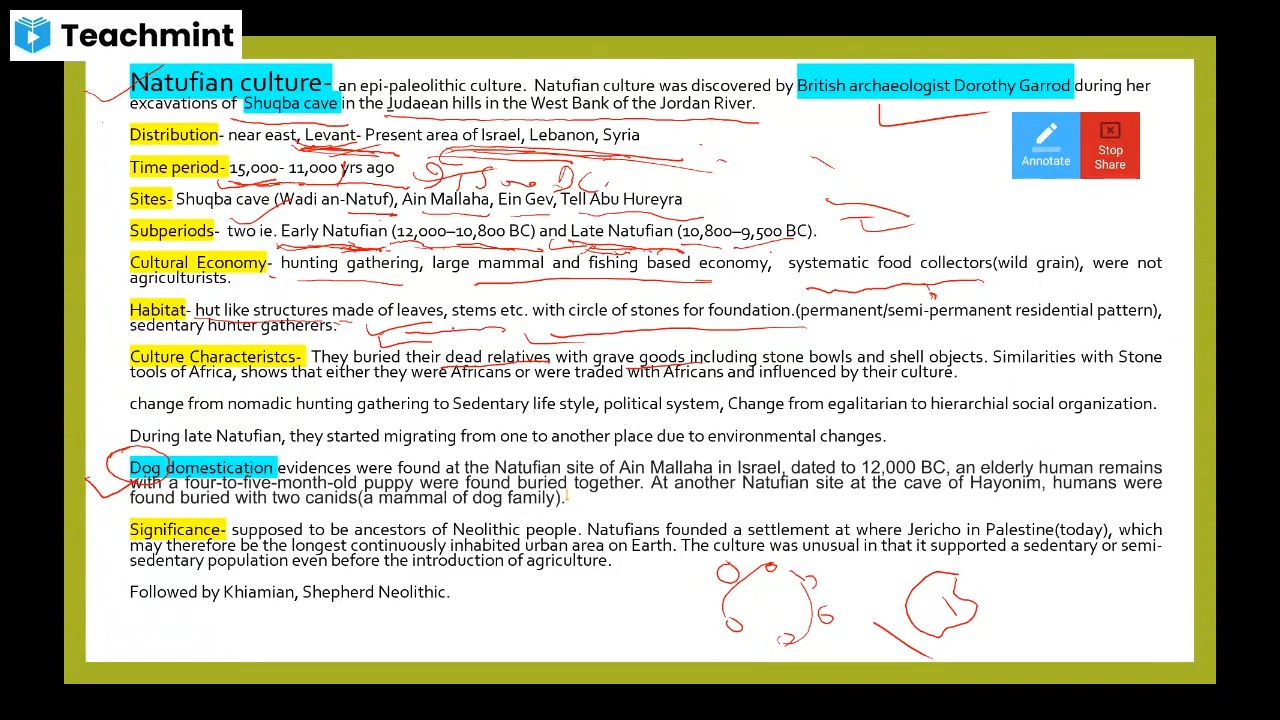 Teachmint
Natufian culture- an epi-paleolithic culture. Natufian culture was discovered by British archaeologist Dorothy Garrod during her
excavations of Shuqba cave in the Judaean hills in the West Bank of the Jordan River.
Distribution- near east, Levant- Present area of Israel, Lebanon, Syria
Annotate
Stop
Share
Time period- 15,000- 11,000 yrs ago
BC
Sites- Shuqba cave (Wadi an-Natuf), Ain Mallaha, Ein Gev, Tell Abu Hureyra
Subperiods- two ie. Early Natufian (12,000–10,800 BC) and Late Natufian (10,800–9,500 BC).
Cultural Economy- hunting gathering, large mammal and fishing based economy, systematic food collectors(wild grain), were not
agriculturists.
Habitat- hut like structures made of leaves, stems etc. with circle of stones for foundation.(permanent/semi-permanent residential pattern),
sedentary hunter gatherers.
Culture Characteristcs- They buried their dead relatives with grave goods including stone bowls and shell objects. Similarities with Stone
tools of Africa, shows that either they were Africans or were traded with Africans and influenced by their culture.
change from nomadic hunting gathering to Sedentary life style, political system, Change from egalitarian to hierarchial social organization.
During late Natufian, they started migrating from one to another place due to environmental changes.
Dog domestication evidences were found at the Natufian site of Ain Mallaha in Israel, dated to 12,000 BC, an elderly human remains
with a four-to-five-month-old puppy were found buried together. At another Natufian site at the cave of Hayonim, humans were
found buried with two canids(a mammal of dog family).
Significance- supposed to be ancestors of Neolithic people. Natufians founded a settlement at where Jericho in Palestine(today), which
may therefore be the longest continuously inhabited urban area on Earth. The culture was unusual in that it supported a sedentary or semi-
sedentary population even before the introduction of agriculture.
Followed by Khiamian, Shepherd Neolithic.